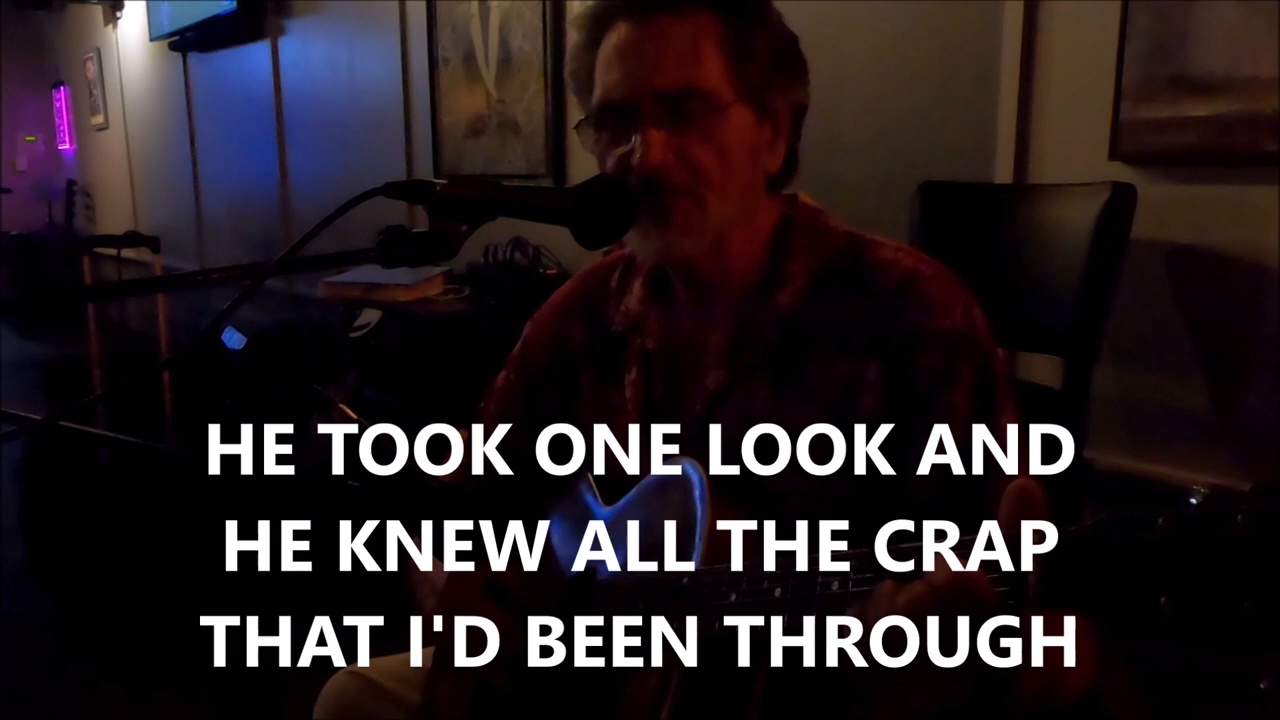 HE TOOK ONE LOOK AND
HE KNEW ALL THE CRAP
THAT I'D BEEN THROUGH